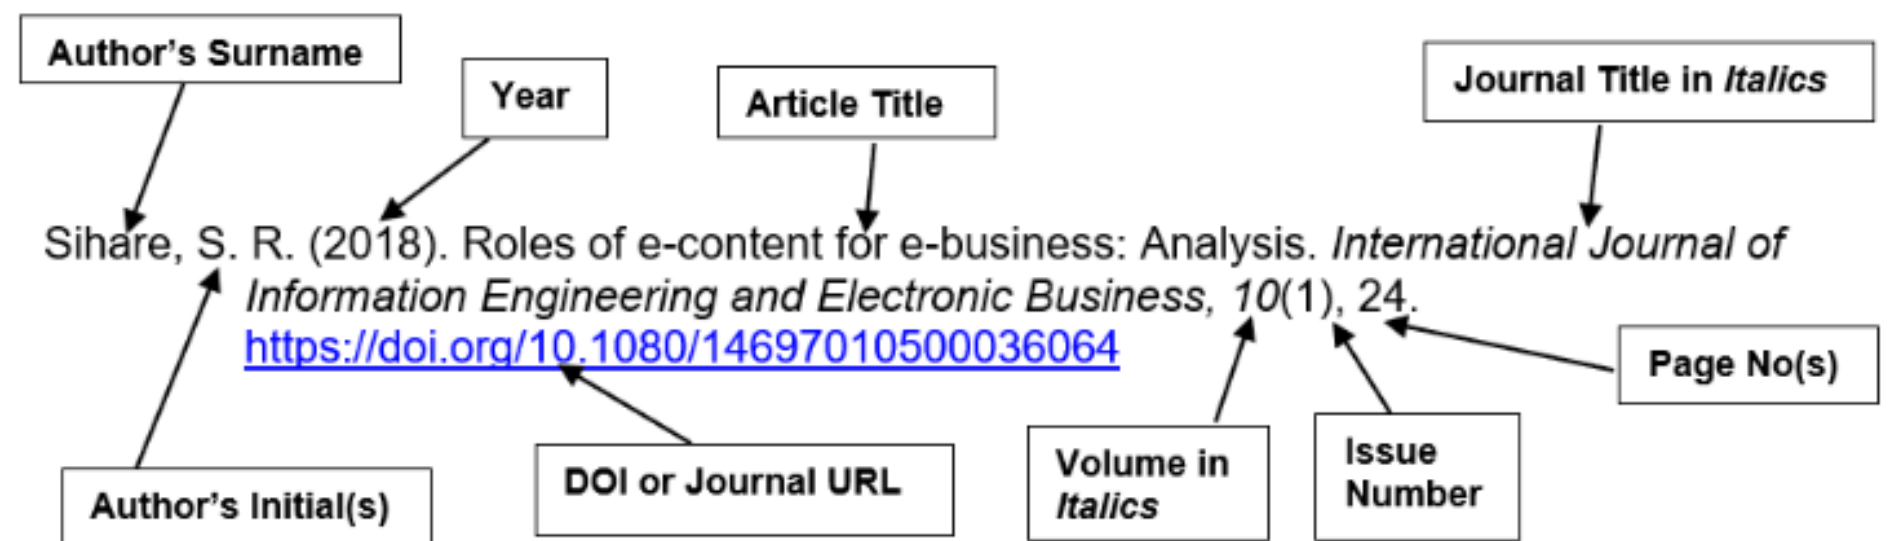 Author's Surname
Year
Article Title
Journal Title in Italics
Sihare, S. R. (2018). Roles of e-content for e-business: Analysis. International Journal of
Information Engineering and Electronic Business, 10(1), 24.
https://doi.org/10.1080/14697010500036064
Page No(s)
Author's Initial(s)
DOI or Journal URL
Volume in
Italics
Issue
Number